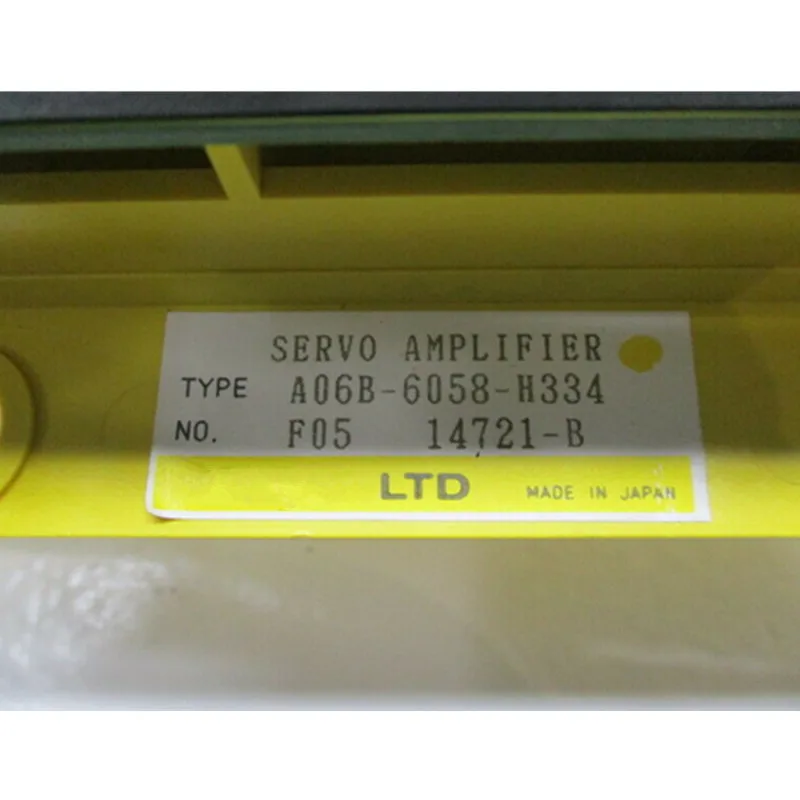 SERVO AMPLIFIER
TYPE A06B-6058-H334
NO. F05 14721-B
LTD MADE IN JAPAN